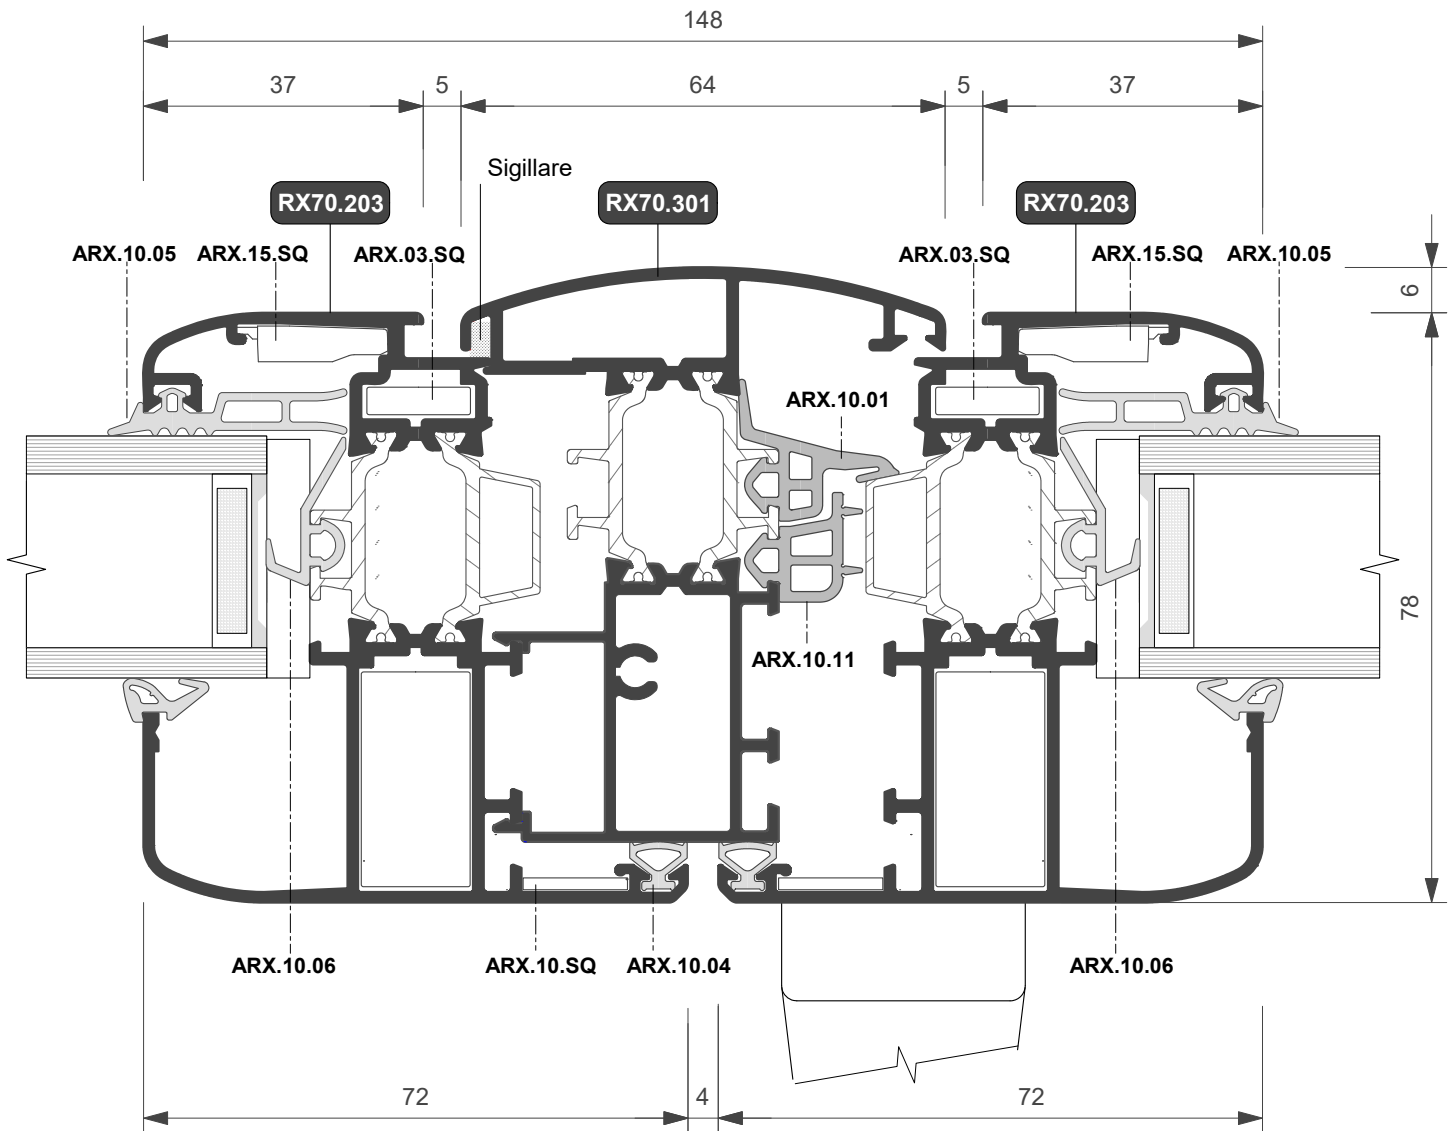 148
37 5 64 5 37
Sigillare
RX70.203 RX70.301 RX70.203
ARX.10.05 ARX.15.SQ ARX.03.SQ ARX.03.SQ ARX.15.SQ ARX.10.05
6
ARX.10.01
78
ARX.10.11
ARX.10.06 ARX.10.SQ ARX.10.04 ARX.10.06
72 4 72